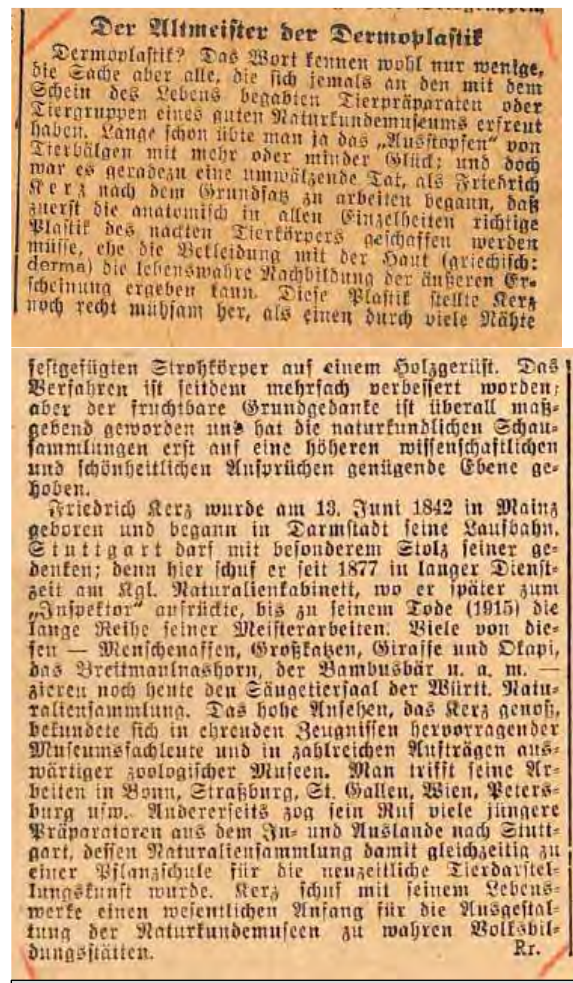 Der Altmeister der Dermoplastik
Dermoplastik? Das Wort kennen wohl nur wenige,
die Sache aber alle, die sich jemals an den mit dem
Schein des Lebens begabten Tierpräparaten oder
Tiergruppen eines guten Naturkundemuseums erfreut
haben. Lange schon übte man ja das „Ausstopfen" von
Tierbälgen mit mehr oder minder Glück; und doch
war es geradezu eine umwälzende Tat, als Friedrich
Kerz nach dem Grundsatz zu arbeiten begann, daß
zuerst die anatomisch in allen Einzelheiten richtige
Plastik des nackten Tierkörpers geschaffen werden
müsse, ehe die Bekleidung mit der Haut (griechisch:
derma) die lebenswahre Nachbildung der äußeren Er-
scheinung ergeben kann. Diese Plastik stellte Kerz
noch recht mühsam her, als einen durch viele Nähte
festgefügten Strohkörper auf einem Holzgerüst. Das
Verfahren ist seitdem mehrfach verbessert worden;
aber der fruchtbare Grundgedanke ist überall maß-
gebend geworden und hat die naturkundlichen Schau-
sammlungen erst auf eine höheren wissenschaftlichen
und schönheitlichen Ansprüchen genügende Ebene ge-
hoben.
Friedrich Kerz wurde am 13. Juni 1842 in Mainz
geboren und begann in Darmstadt seine Laufbahn.
Stuttgart darf mit besonderem Stolz seiner ge-
denken; denn hier schuf er seit 1877 in langer Dienst-
zeit am Kgl. Naturalienkabinett, wo er später zum
„Inspektor" aufrückte, bis zu seinem Tode (1915) die
lange Reihe seiner Meisterarbeiten. Viele von die-
sen — Menschenaffen, Großkatzen, Giraffe und Okapi,
das Breitmaulnashorn, der Bambusbär u. a. m. —
zieren noch heute den Säugetiersaal der Württ. Natu-
raliensammlung. Das hohe Ansehen, das Kerz genoß,
bekundete sich in ehrenden Zeugnissen hervorragender
Museumsfachleute und in zahlreichen Aufträgen aus-
wärtiger zoologischer Museen. Man trifft seine Ar-
beiten in Bonn, Straßburg, St. Gallen, Wien, Peters-
burg usw. Andererseits zog sein Ruf viele jüngere
Präparatoren aus dem In- und Auslande nach Stutt-
gart, dessen Naturaliensammlung damit gleichzeitig zu
einer Pflanzschule für die neuzeitliche Tierdarstel-
lungskunst wurde. Kerz schuf mit seinem Lebens-
werke einen wesentlichen Anfang für die Ausgestal-
tung der Naturkundemuseen zu wahren Volksbil-
dungsstätten. Rr.